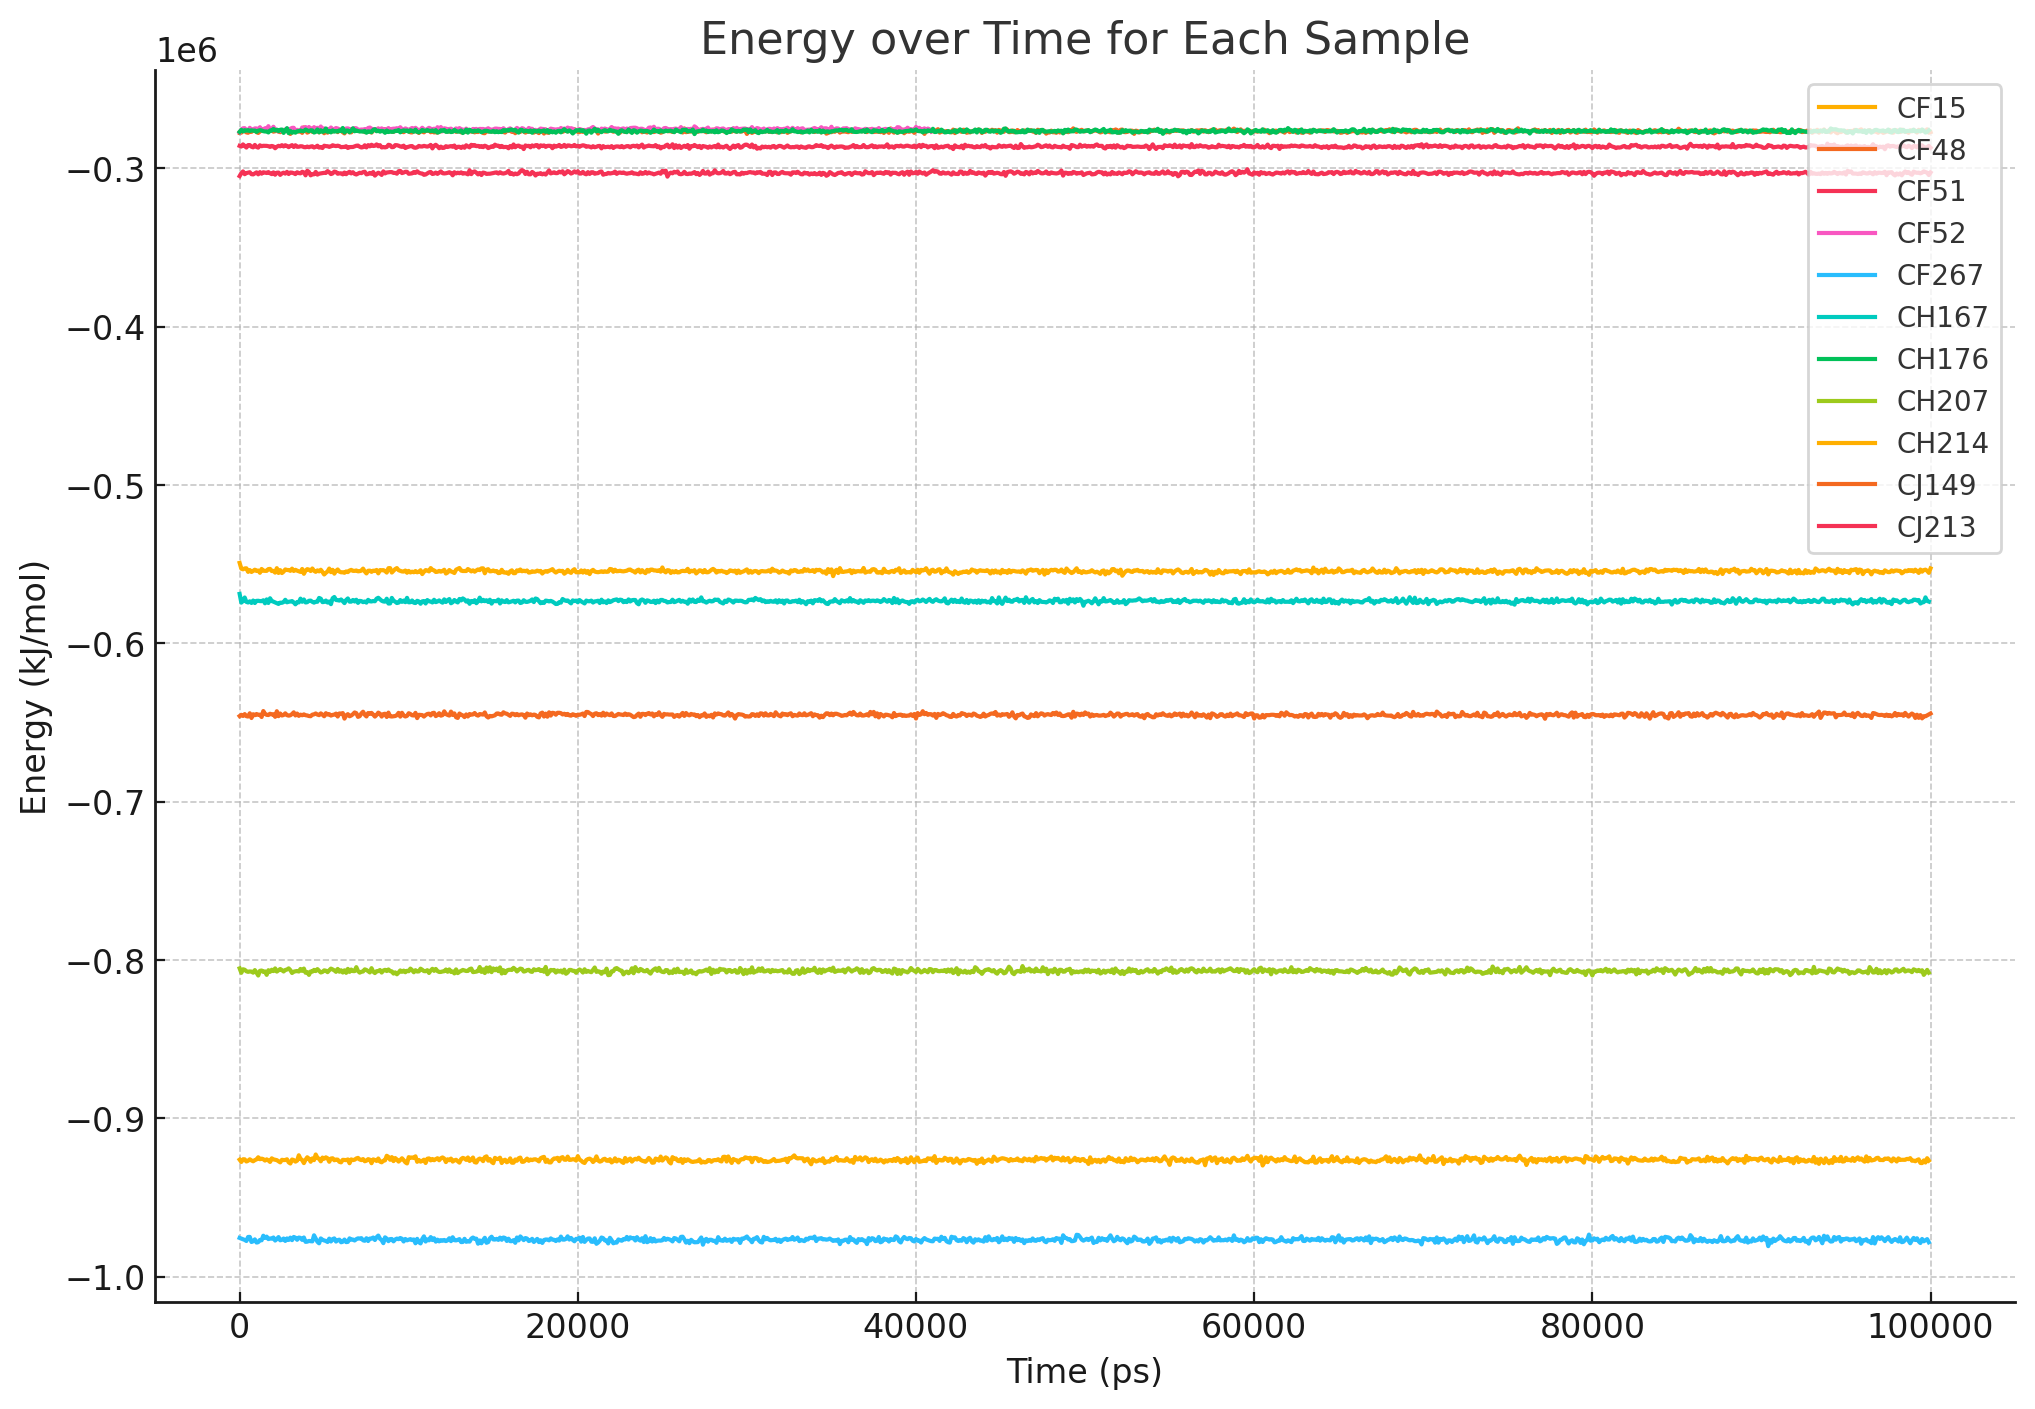 Energy over Time for Each Sample
1e6
−0.3
−0.4
−0.5
−0.6
−0.7
−0.8
−0.9
−1.0
Energy (kJ/mol)
0 20000 40000 60000 80000 100000
Time (ps)
CF15
CF48
CF51
CF52
CF267
CH167
CH176
CH207
CH214
CJ149
CJ213